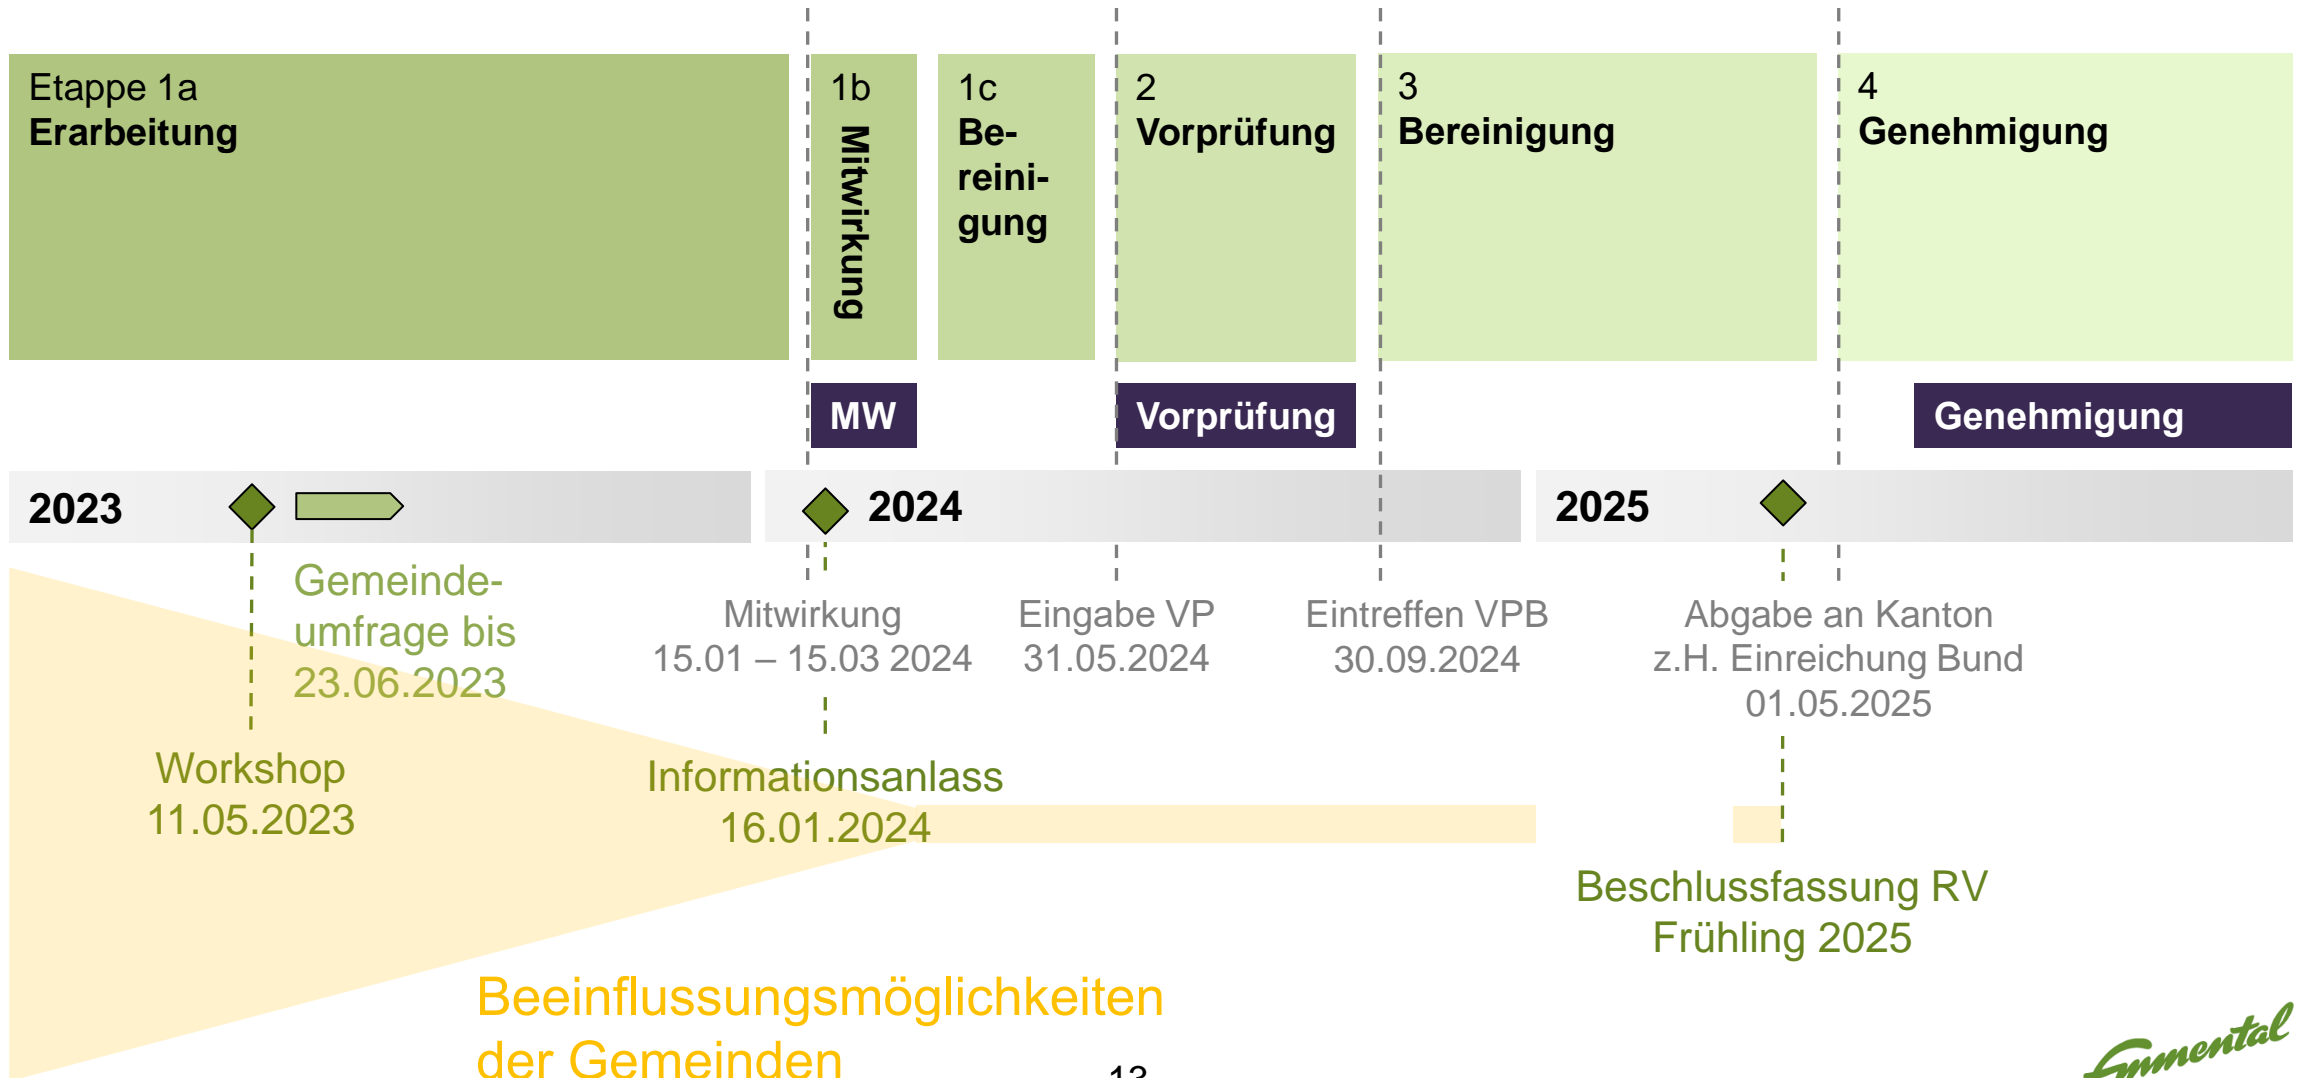 Etappe 1a
Erarbeitung
1b
Mitwirkung
1c
Be-
reini-
gung
2
Vorprüfung
3
Bereinigung
4
Genehmigung
MW
Vorprüfung
Genehmigung
2023
2024
2025
Gemeinde-
umfrage bis
23.06.2023
Mitwirkung
15.01 – 15.03 2024
Eingabe VP
31.05.2024
Eintreffen VPB
30.09.2024
Abgabe an Kanton
z.H. Einreichung Bund
01.05.2025
Workshop
11.05.2023
Informationsanlass
16.01.2024
Beschlussfassung RV
Frühling 2025
Beeinflussungsmöglichkeiten
der Gemeinden
13
Emmental